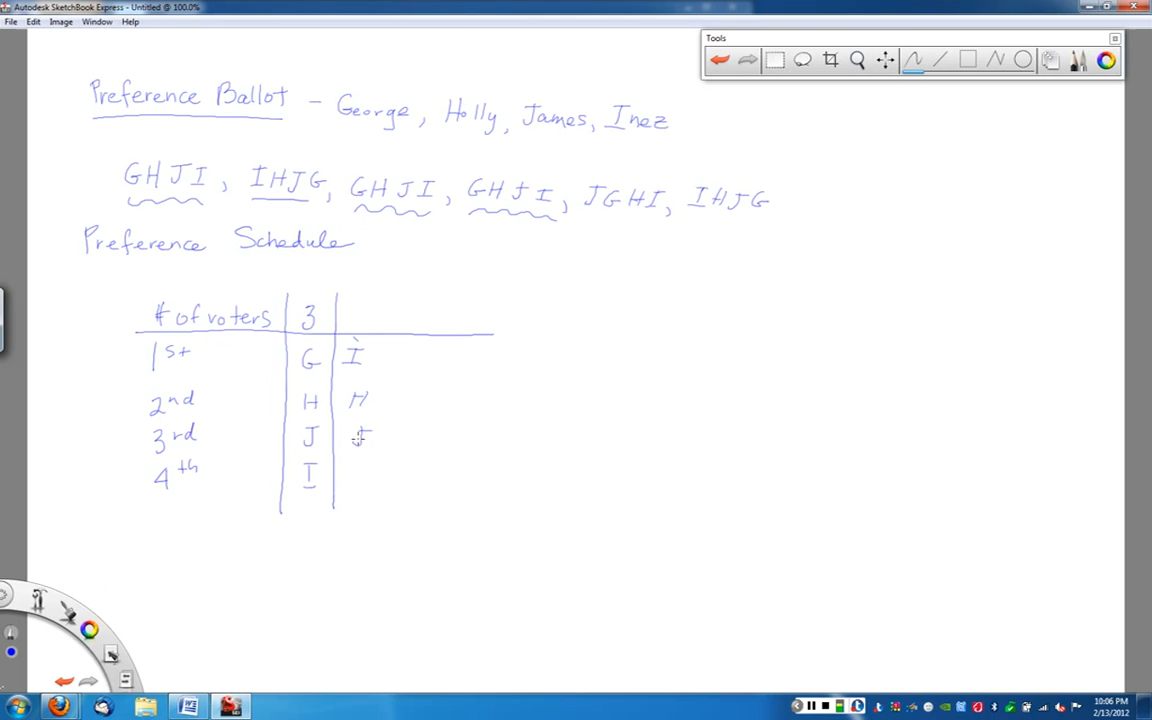 Autodesk SketchBook Express - Untitled @ 100.0%
File Edit Image Window Help
Tools
Preference Ballot - George, Holly, James, Inez
GHJI, IHJG, GHJI, GHJI, JGHI, IHJG
Preference Schedule
# of voters 3
1st G I
2nd H H
3rd J J
4th I
10:06 PM
2/13/2012